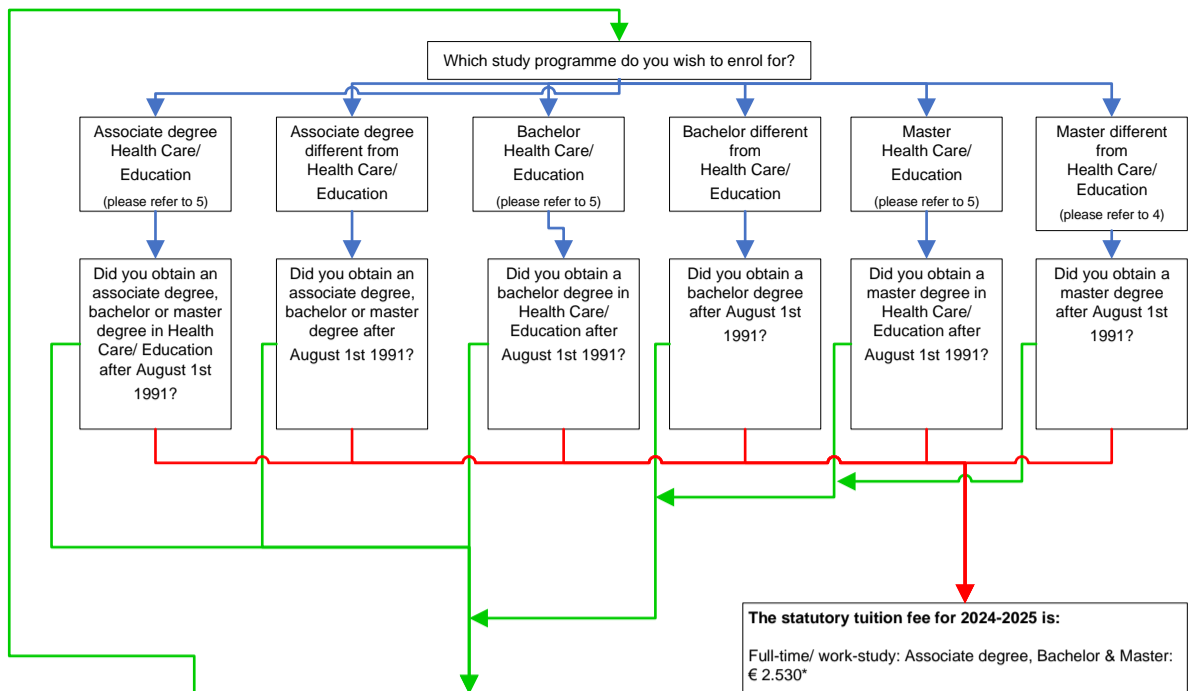 Which study programme do you wish to enrol for?
Associate degree
Health Care/
Education
(please refer to 5)
Associate degree
different from
Health Care/
Education
Bachelor
Health Care/
Education
(please refer to 5)
Bachelor different
from
Health Care/
Education
Master
Health Care/
Education
(please refer to 5)
Master different
from
Health Care/
Education
(please refer to 4)
Did you obtain an
associate degree,
bachelor or master
degree in Health
Care/ Education
after August 1st
1991?
Did you obtain an
associate degree,
bachelor or master
degree after
August 1st 1991?
Did you obtain a
bachelor degree in
Health Care/
Education after
August 1st 1991?
Did you obtain a
bachelor degree
after August 1st
1991?
Did you obtain a
master degree in
Health Care/
Education after
August 1st 1991?
Did you obtain a
master degree
after August 1st
1991?
The statutory tuition fee for 2024-2025 is:
Full-time/ work-study: Associate degree, Bachelor & Master:
€ 2.530*